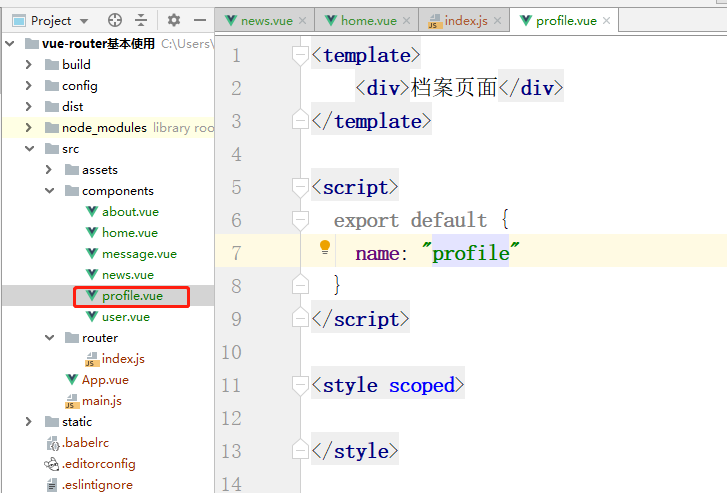 Project
vue-router基本使用 C:\Users\
build
config
dist
node_modules library roo
src
assets
components
about.vue
home.vue
message.vue
news.vue
profile.vue
user.vue
router
index.js
App.vue
main.js
static
.babelrc
.editorconfig
.eslintignore
news.vue home.vue index.js profile.vue
1 <template>
2 <div>档案页面</div>
3 </template>
4
5 <script>
6 export default {
7 name: "profile"
8 }
9 </script>
10
11 <style scoped>
12
13 </style>
14